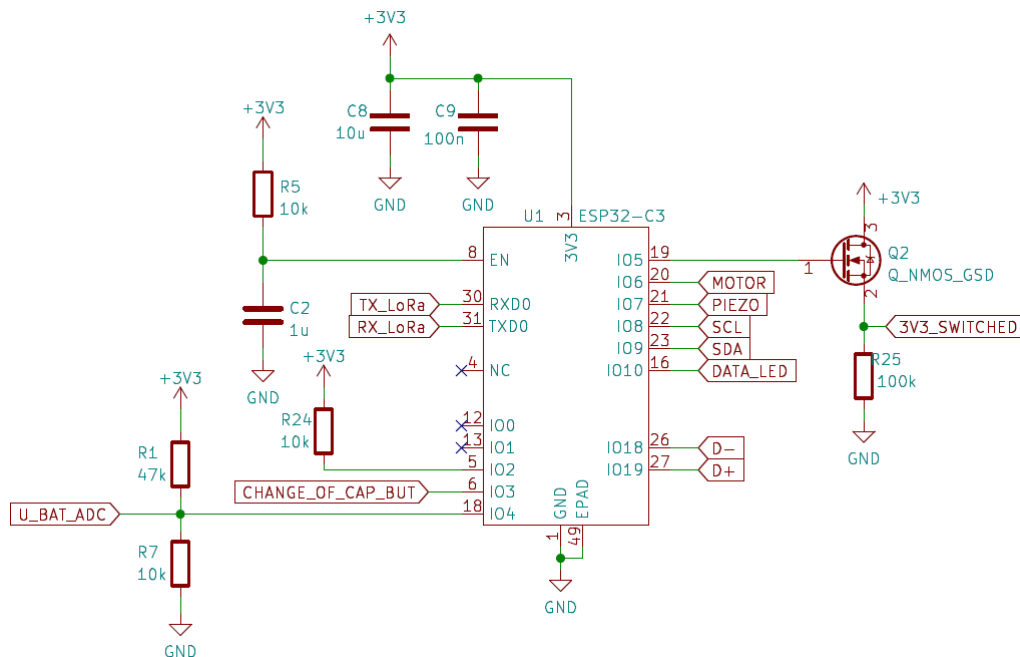 +3V3
C8
10u
C9
100n
+3V3
R5
10k
GND
GND
U1
ESP32-C3
3
3V3
+3V3
3
Q2
Q_NMOS_GSD
1
2
8
EN
IO5
19
IO6
20
MOTOR
TX_LoRa
30
RXD0
IO7
21
PIEZO
RX_LoRa
31
TXD0
IO8
22
SCL
3V3_SWITCHED
C2
1u
IO9
23
SDA
GND
4
NC
IO10
16
DATA_LED
R25
100k
GND
+3V3
R24
10k
+3V3
12
IO0
13
IO1
IO18
26
D-
R1
47k
5
IO2
IO19
27
D+
CHANGE_OF_CAP_BUT
6
IO3
U_BAT_ADC
18
IO4
GND
EPAD
1
49
R7
10k
GND
GND